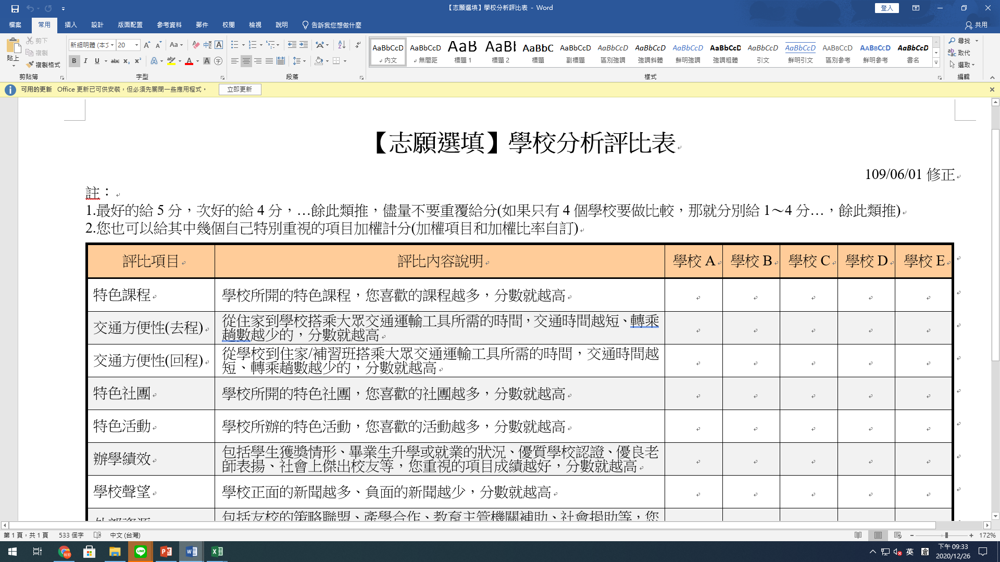 【志願選填】學校分析評比表 - Word
登入
檔案 常用 插入 設計 版面配置 參考資料 郵件 校閱 檢視 說明 告訴我您想做什麼 共用
貼上
剪下
複製
複製格式
剪貼簿
新細明體 (本文 20
字型
段落
AaBbCcD 內文
AaBbCcD 無間距
AaB 標題 1
AaBl 標題 2
AaBbC 標題
AaBbCcD 副標題
AaBbCcD 區別強調
AaBbCcD 強調斜體
AaBbCcD 鮮明強調
AaBbCcD 強調粗體
AaBbCcD 引文
AaBbCcD 鮮明引文
AABBCCD 區別參考
AABBCCD 鮮明參考
AaBbCcD 書名
樣式
尋找
取代
選取
編輯
可用的更新 Office 更新已可供安裝，但必須先關閉一些應用程式。 立即更新
【志願選填】學校分析評比表
109/06/01 修正
註：
1.最好的給 5 分，次好的給 4 分，…餘此類推，儘量不要重覆給分(如果只有 4 個學校要做比較，那就分別給 1～4 分…，餘此類推)
2.您也可以給其中幾個自己特別重視的項目加權計分(加權項目和加權比率自訂)
評比項目 評比內容說明 學校 A 學校 B 學校 C 學校 D 學校 E
特色課程 學校所開的特色課程，您喜歡的課程越多，分數就越高
交通方便性(去程) 從住家到學校搭乘大眾交通運輸工具所需的時間，交通時間越短、轉乘
趟數越少的，分數就越高
交通方便性(回程) 從學校到住家/補習班搭乘大眾交通運輸工具所需的時間，交通時間越
短、轉乘趟數越少的，分數就越高
特色社團 學校所開的特色社團，您喜歡的社團越多，分數就越高
特色活動 學校所辦的特色活動，您喜歡的活動越多，分數就越高
辦學績效 包括學生獲獎情形、畢業生升學或就業的狀況、優質學校認證、優良老
師表揚、社會上傑出校友等，您重視的項目成績越好，分數就越高
學校聲望 學校正面的新聞越多、負面的新聞越少，分數就越高
外部資源 包括友校的策略聯盟、產學合作、教育主管機關補助、社會捐助等，您
第 1 頁，共 1 頁 533 個字 中文 (台灣) 172%
英 下午 09:33
2020/12/26